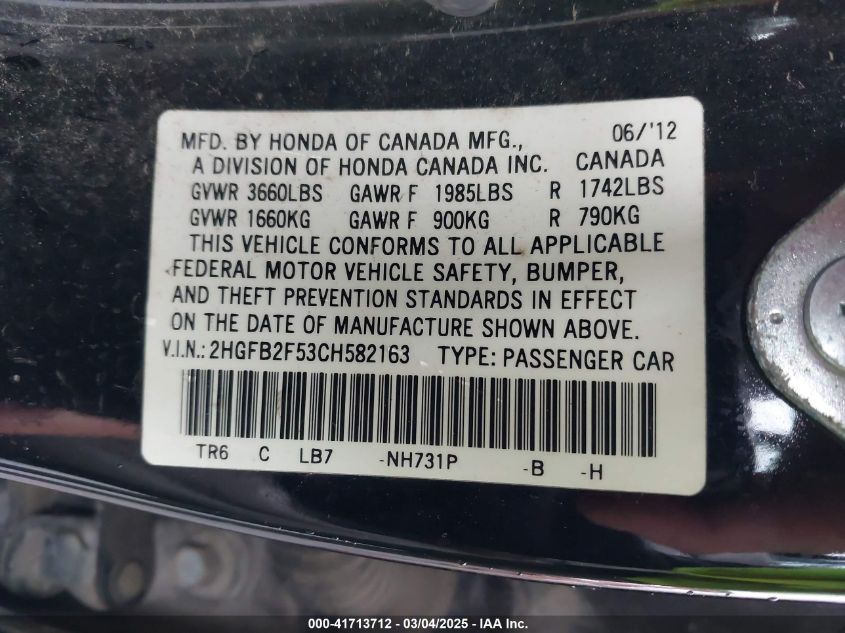 06/'12
MFD. BY HONDA OF CANADA MFG.,
A DIVISION OF HONDA CANADA INC. CANADA
GVWR 3660LBS GAWR F 1985LBS R 1742LBS
GVWR 1660KG GAWR F 900KG R 790KG
THIS VEHICLE CONFORMS TO ALL APPLICABLE
FEDERAL MOTOR VEHICLE SAFETY, BUMPER,
AND THEFT PREVENTION STANDARDS IN EFFECT
ON THE DATE OF MANUFACTURE SHOWN ABOVE.
V.I.N.: 2HGFB2F53CH582163 TYPE: PASSENGER CAR
TR6 C LB7 -NH731P -B -H
000-41713712 - 03/04/2025 - IAAI.COM